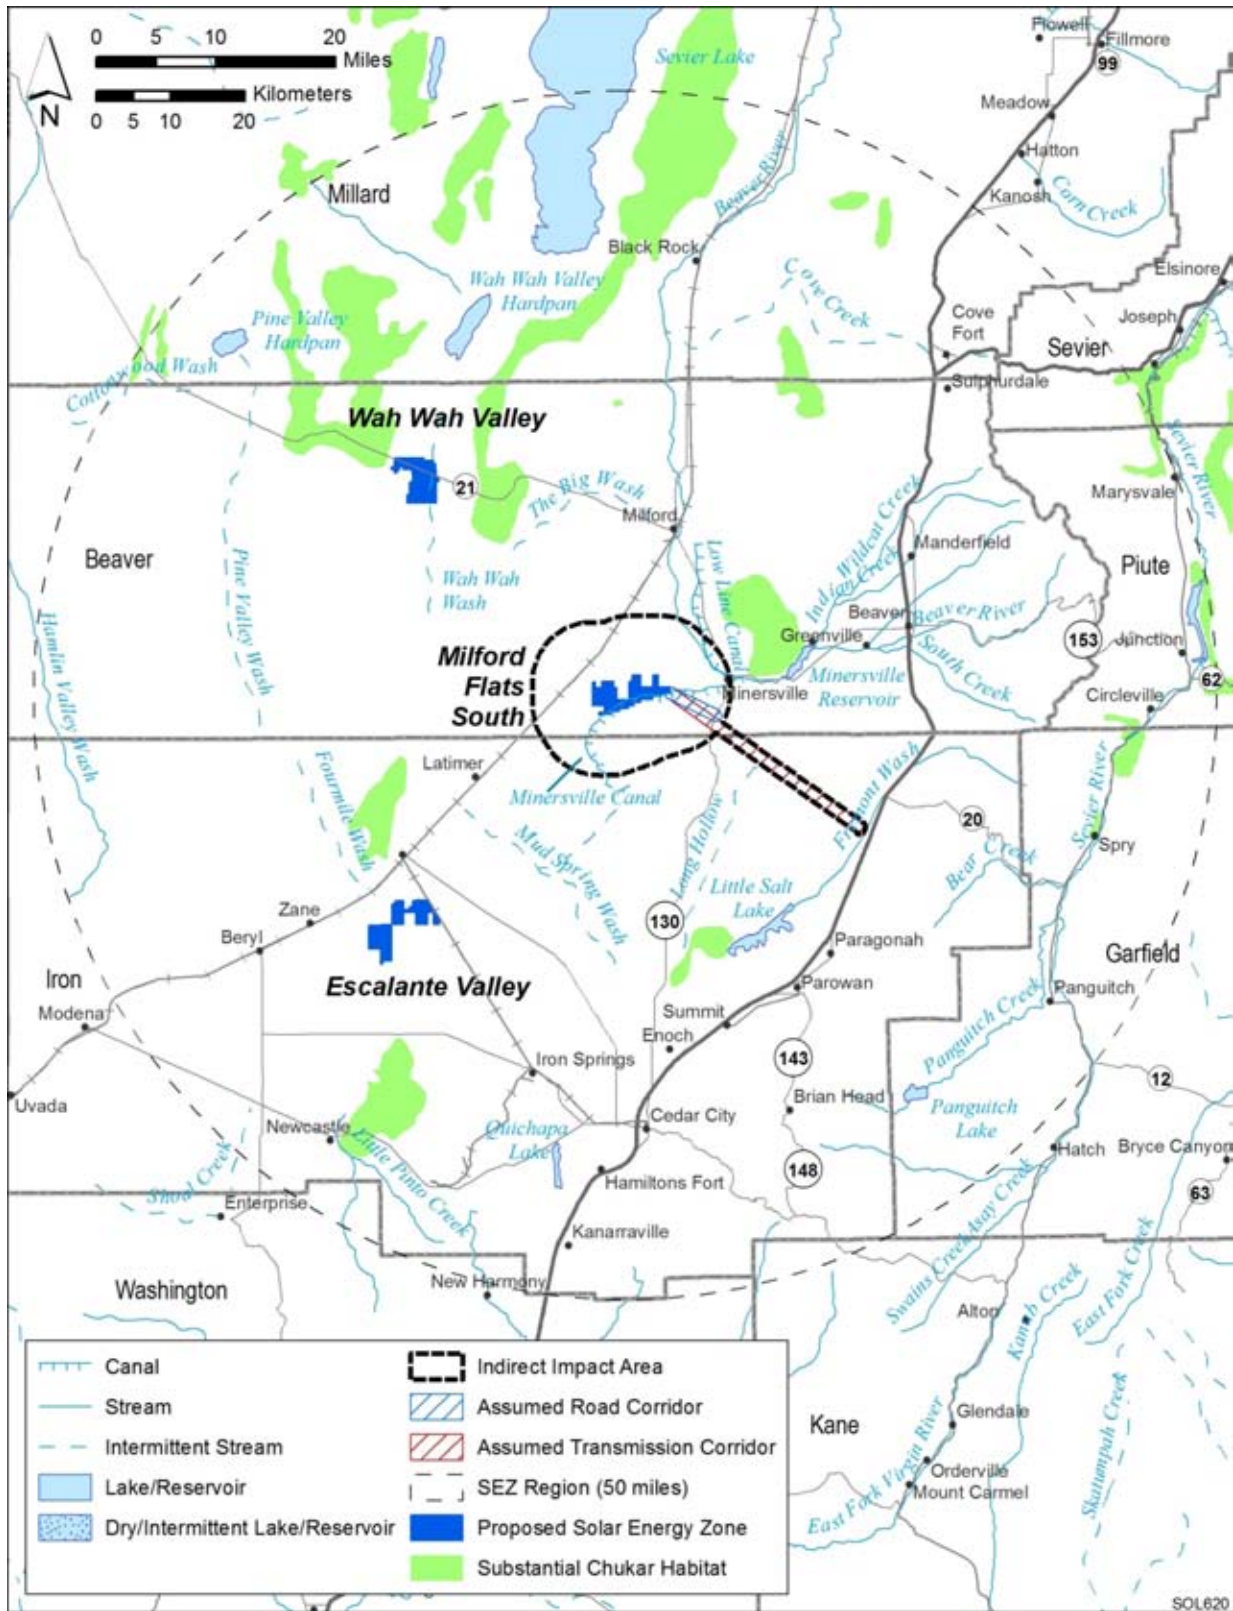 0 5 10 20
Miles
Kilometers
0 5 10 20
N
Sevier Lake
Flowell
Fillmore
99
Meadow
Hatton
Kanosh
Corn Creek
Millard
Beaver River
Black Rock
Wah Wah Valley
Hardpan
Pine Valley
Hardpan
Cove Creek
Cove
Fort
Elsinore
Joseph
Sevier
Sulphurdale
Cottonwood Wash
Wah Wah Valley
21
The Big Wash
Milford
Sevier River
Marysvale
Beaver
Pine Valley Wash
Wah Wah
Wash
Low Line Canal
Wildcat Creek
Indian Creek
Manderfield
Piute
Beaver
Beaver River
Greenville
South Creek
153
Junction
62
Hamlin Valley Wash
Milford
Flats
South
Minersville
Minersville
Reservoir
Circleville
Latimer
Minersville Canal
Fourmile Wash
Mud Spring Wash
Long Hollow
Fremont Wash
20
Bear Creek
Sevier River
Spry
Little Salt
Lake
130
Zane
Beryl
Paragonah
Garfield
Iron
Escalante Valley
Parowan
Panguitch
Modena
Summit
Enoch
Panguitch Creek
Iron Springs
143
12
Uvada
Brian Head
Panguitch
Lake
Cedar City
Newcastle
Quichapa
Lake
Hatch
Bryce Canyon
Little Pinto Creek
148
Hamiltons Fort
63
Shoal Creek
Enterprise
Asay Creek
Swains Creek
East Fork Creek
Kanarraville
Washington
New Harmony
Alton
Kanab Creek
Canal
Stream
Intermittent Stream
Lake/Reservoir
Dry/Intermittent Lake/Reservoir
Indirect Impact Area
Assumed Road Corridor
Assumed Transmission Corridor
SEZ Region (50 miles)
Proposed Solar Energy Zone
Substantial Chukar Habitat
Kane
Glendale
Orderville
Mount Carmel
East Fork Virgin River
Skutumpah Creek
SOL620